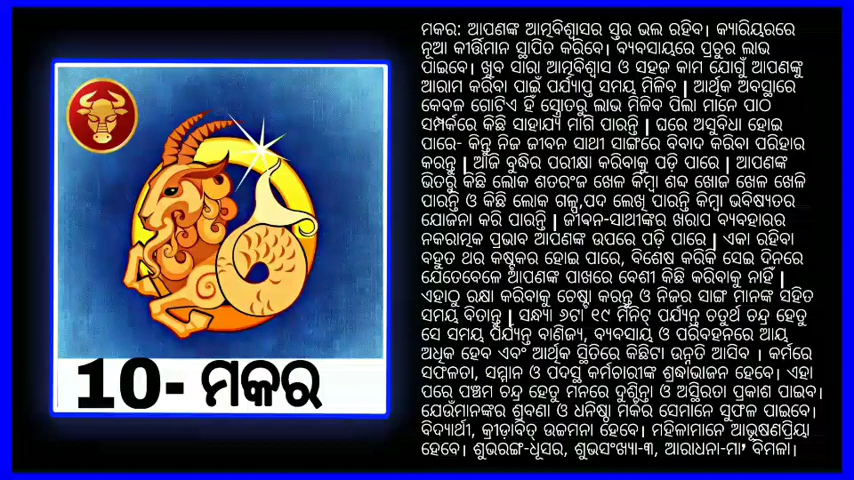 ମକର: ଆପଣଙ୍କ ଆତ୍ମବିଶ୍ୱାସର ସ୍ତର ଭଲ ରହିବ। କ୍ୟାରିୟରରେ
ନୂଆ କୀର୍ତ୍ତିମାନ ସ୍ଥାପିତ କରିବେ। ବ୍ୟବସାୟରେ ପ୍ରଚୁର ଲାଭ
ପାଇବେ। ଖୁବ ସାରା ଆତ୍ମବିଶ୍ୱାସ ଓ ସହଜ କାମ ଯୋଗୁଁ ଆପଣଙ୍କୁ
ଆରାମ କରିବା ପାଇଁ ପର୍ଯ୍ୟାପ୍ତ ସମୟ ମିଳିବ | ଆର୍ଥିକ ଅବସ୍ଥାରେ
କେବଳ ଗୋଟିଏ ହିଁ ସ୍ରୋତରୁ ଲାଭ ମିଳିବ ପିଲା ମାନେ ପାଠ
ସମ୍ପର୍କରେ କିଛି ସାହାଯ୍ୟ ମାଗି ପାରନ୍ତି | ଘରେ ଅସୁବିଧା ହୋଇ
ପାରେ- କିନ୍ତୁ ନିଜ ଜୀବନ ସାଥୀ ସାଙ୍ଗରେ ବିବାଦ କରିବା ପରିହାର
କରନ୍ତୁ | ଆଜି ବୁଦ୍ଧିର ପରୀକ୍ଷା କରିବାକୁ ପଡ଼ି ପାରେ | ଆପଣଙ୍କ
ଭିତରୁ କିଛି ଲୋକ ଶତରଂଜ ଖେଳ କିମ୍ବା ଶବ୍ଦ ଖୋଜ ଖେଳ ଖେଳି
ପାରନ୍ତି ଓ କିଛି ଲୋକ ଗଳ୍ପ,ପଦ୍ଯ ଲେଖି ପାରନ୍ତି କିମ୍ବା ଭବିଷ୍ୟତର
ଯୋଜନା କରି ପାରନ୍ତି | ଜୀବନ-ସାଥୀଙ୍କର ଖରାପ ବ୍ୟବହାରର
ନକରାତ୍ମକ ପ୍ରଭାବ ଆପଣଙ୍କ ଉପରେ ପଡ଼ି ପାରେ | ଏକା ରହିବା
ବହୁତ ଥର କଷ୍ଟକର ହୋଇ ପାରେ, ବିଶେଷ କରିକି ସେଇ ଦିନରେ
ଯେତେବେଳେ ଆପଣଙ୍କ ପାଖରେ ବେଶୀ କିଛି କରିବାକୁ ନାହିଁ |
ଏହାଠୁ ରକ୍ଷା କରିବାକୁ ଚେଷ୍ଟା କରନ୍ତୁ ଓ ନିଜର ସାଙ୍ଗ ମାନଙ୍କ ସହିତ
ସମୟ ବିତାନ୍ତୁ | ସନ୍ଧ୍ୟା ୬ଟା ୧୯ ମିନିଟ୍ ପର୍ଯ୍ୟନ୍ତ ଚତୁର୍ଥ ଚନ୍ଦ୍ର ହେତୁ
ସେ ସମୟ ପର୍ଯ୍ୟନ୍ତ ବାଣିଜ୍ୟ, ବ୍ୟବସାୟ ଓ ପରିବହନରେ ଆୟ
ଅଧିକ ହେବ ଏବଂ ଆର୍ଥିକ ସ୍ଥିତିରେ କିଛିଟା ଉନ୍ନତି ଆସିବ । କର୍ମରେ
ସଫଳତା, ସମ୍ମାନ ଓ ପଦସ୍ଥ କର୍ମଚାରୀଙ୍କ ଶ୍ରଦ୍ଧାଭାଜନ ହେବେ। ଏହା
ପରେ ପଞ୍ଚମ ଚନ୍ଦ୍ର ହେତୁ ମନରେ ଦୁଶ୍ଚିନ୍ତା ଓ ଅସ୍ଥିରତା ପ୍ରକାଶ ପାଇବ।
ଯେଉଁମାନଙ୍କର ଶ୍ରବଣା ଓ ଧନିଷ୍ଠା ମକର ସେମାନେ ସୁଫଳ ପାଇବେ।
ବିଦ୍ୟାର୍ଥୀ, କ୍ରୀଡ଼ାବିତ୍ ଉଚ୍ଚମନା ହେବେ। ମହିଳାମାନେ ଆଭୂଷଣପ୍ରିୟା
ହେବେ। ଶୁଭରଙ୍ଗ-ଧୂସର, ଶୁଭସଂଖ୍ୟା-୩, ଆରାଧନା-ମା' ବିମଳା।
10- ମକର